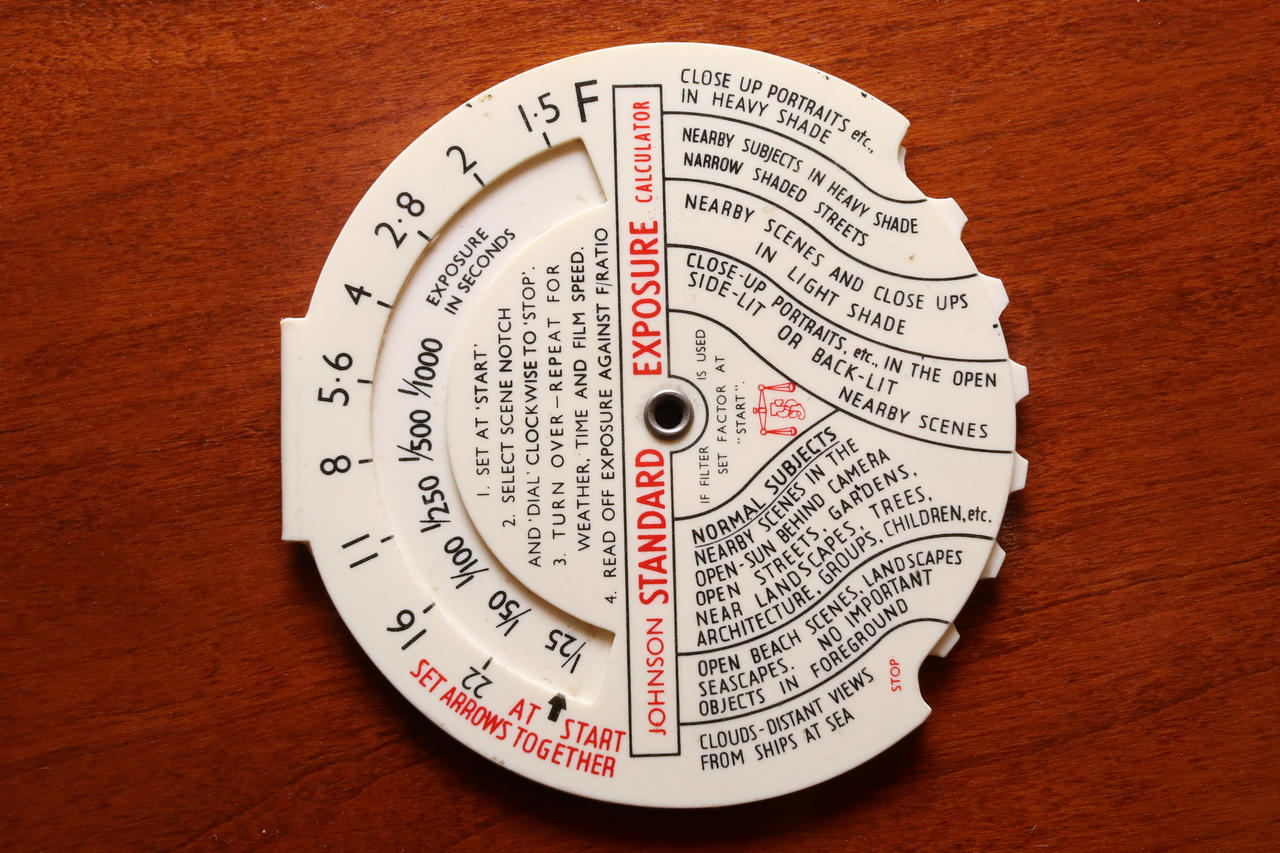 JOHNSON STANDARD EXPOSURE CALCULATOR
F
1·5
2
2·8
4
5·6
8
11
16
22
SET ARROWS TOGETHER
AT START
EXPOSURE
IN SECONDS
1/1000
1/500
1/250
1/100
1/50
1/25
1. SET AT 'START'
2. SELECT SCENE NOTCH
AND 'DIAL' CLOCKWISE TO 'STOP'.
3. TURN OVER—REPEAT FOR
WEATHER, TIME AND FILM SPEED.
4. READ OFF EXPOSURE AGAINST F/RATIO
CLOSE UP PORTRAITS etc.,
IN HEAVY SHADE
NEARBY SUBJECTS IN HEAVY SHADE
NARROW SHADED STREETS
NEARBY SCENES AND CLOSE UPS
IN LIGHT SHADE
CLOSE-UP PORTRAITS, etc., IN THE OPEN
SIDE-LIT OR BACK-LIT
NEARBY SCENES
IF FILTER IS USED
SET FACTOR AT
"START".
NORMAL SUBJECTS
NEARBY SCENES IN THE
OPEN-SUN BEHIND CAMERA
OPEN STREETS, GARDENS,
NEAR LANDSCAPES, TREES,
ARCHITECTURE, GROUPS, CHILDREN, etc.
OPEN BEACH SCENES, LANDSCAPES
SEASCAPES. NO IMPORTANT
OBJECTS IN FOREGROUND
CLOUDS-DISTANT VIEWS
FROM SHIPS AT SEA
STOP